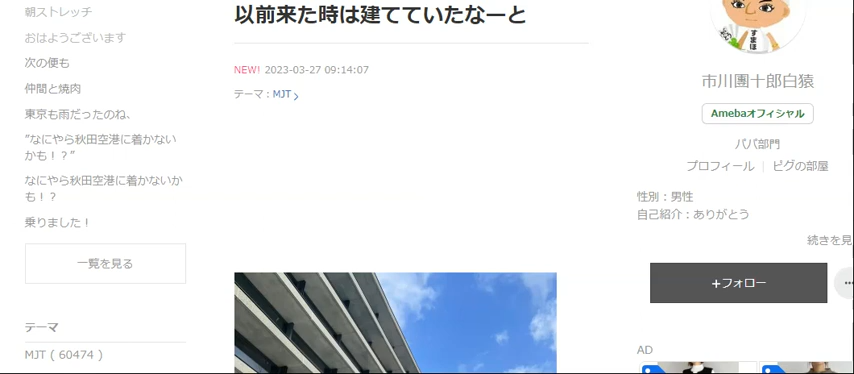 朝ストレッチ
おはようございます
次の便も
仲間と焼肉
東京も雨だったのね、
”なにやら秋田空港に着かない
かも！？”
なにやら秋田空港に着かないか
も！？
乗りました！
一覧を見る
テーマ
MJT ( 60474 )
以前来た時は建てていたなーと
NEW! 2023-03-27 09:14:07
テーマ：MJT
すまほ
市川團十郎白猿
Amebaオフィシャル
パパ部門
プロフィール | ピグの部屋
性別：男性
自己紹介：ありがとう
続きを見
+フォロー
AD